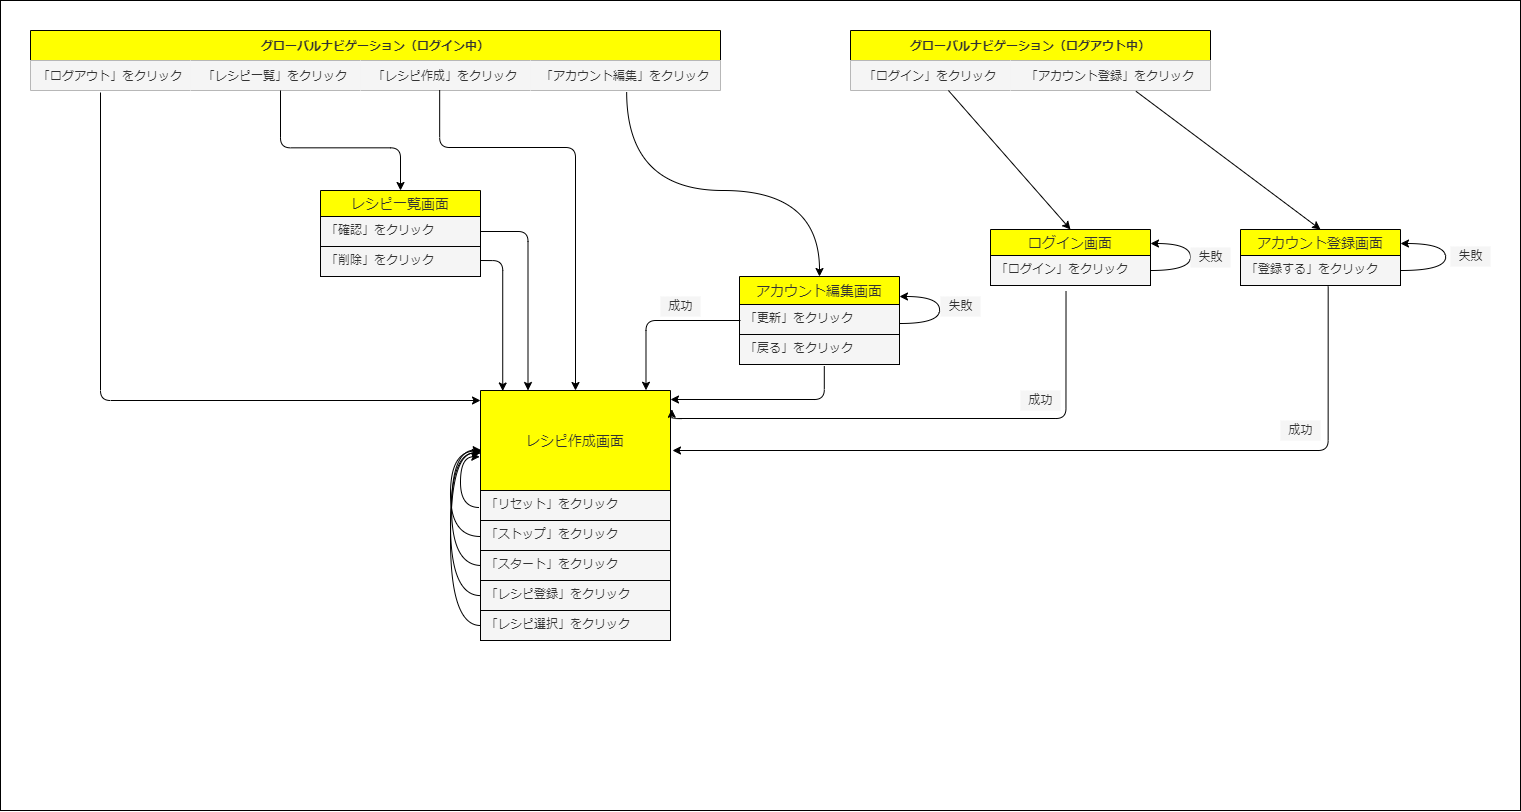 グローバルナビゲーション（ログイン中）
「ログアウト」をクリック 「レシピ一覧」をクリック 「レシピ作成」をクリック 「アカウント編集」をクリック
グローバルナビゲーション（ログアウト中）
「ログイン」をクリック 「アカウント登録」をクリック
レシピ一覧画面
「確認」をクリック
「削除」をクリック
アカウント編集画面
「更新」をクリック
「戻る」をクリック
成功
失敗
ログイン画面
「ログイン」をクリック
失敗
成功
アカウント登録画面
「登録する」をクリック
失敗
成功
レシピ作成画面
「リセット」をクリック
「ストップ」をクリック
「スタート」をクリック
「レシピ登録」をクリック
「レシピ選択」をクリック